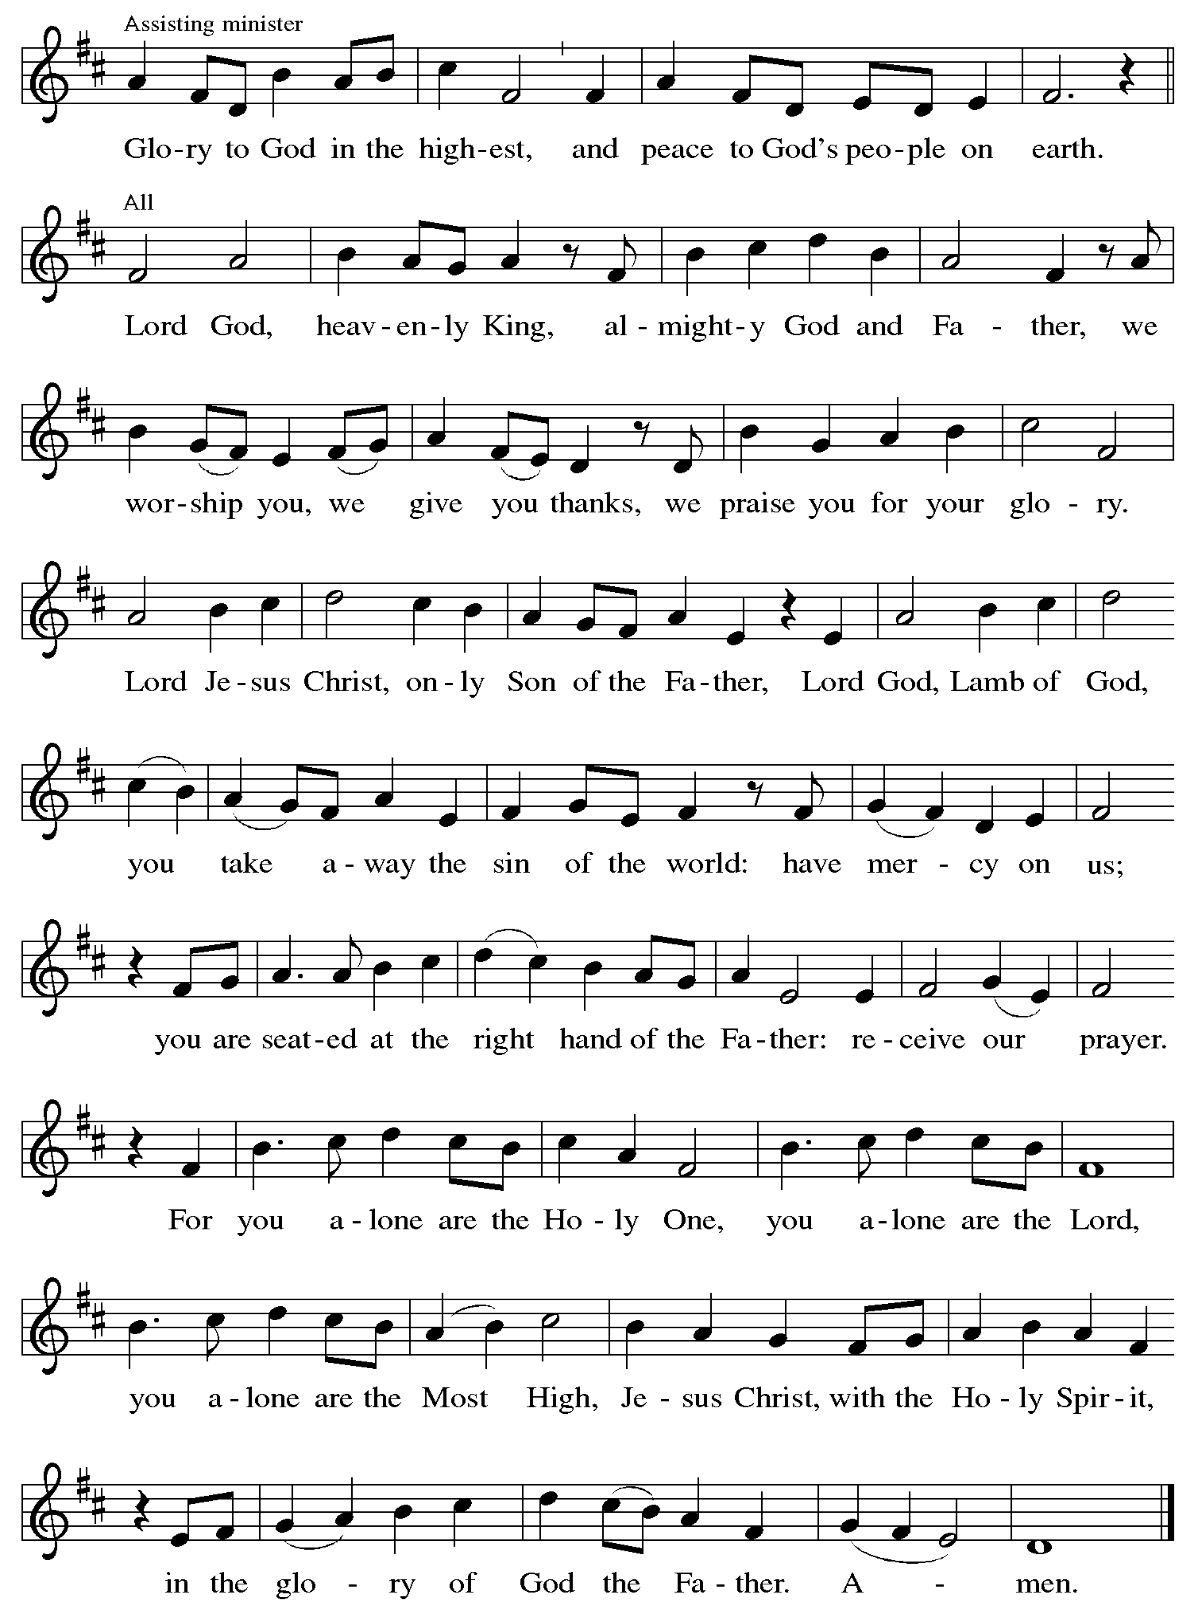 Assisting minister
Glo-ry to God in the high-est, and peace to God's peo-ple on earth.
All
Lord God, heav-en-ly King, al-might-y God and Fa-ther, we
wor-ship you, we give you thanks, we praise you for your glo-ry.
Lord Je-sus Christ, on-ly Son of the Fa-ther, Lord God, Lamb of God,
you take a-way the sin of the world: have mer-cy on us;
you are seat-ed at the right hand of the Fa-ther: re-ceive our prayer.
For you a-lone are the Ho-ly One, you a-lone are the Lord,
you a-lone are the Most High, Je-sus Christ, with the Ho-ly Spir-it,
in the glo-ry of God the Fa-ther. A-men.